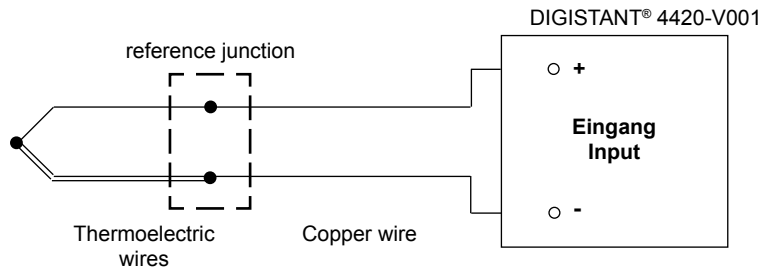 DIGISTANT® 4420-V001
reference junction
+
Eingang
Input
-
Thermoelectric
wires
Copper wire